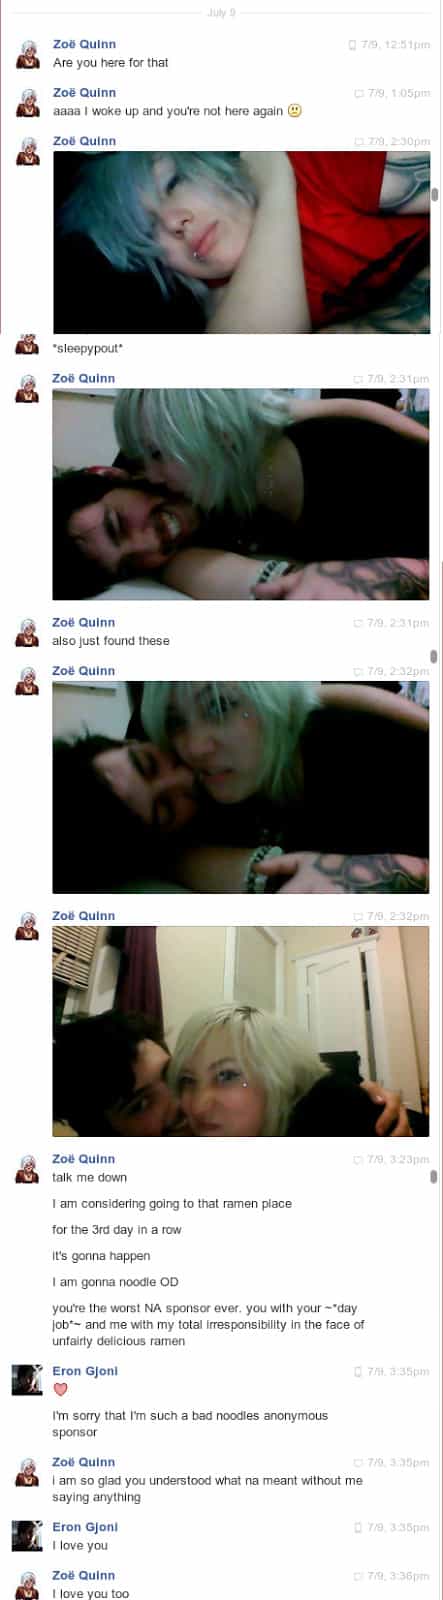 July 9
Zoë Quinn 7/9, 12:51pm
Are you here for that
Zoë Quinn 7/9, 1:05pm
aaaa I woke up and you're not here again
Zoë Quinn 7/9, 2:30pm
*sleepypout*
Zoë Quinn 7/9, 2:31pm
Zoë Quinn 7/9, 2:31pm
also just found these
Zoë Quinn 7/9, 2:32pm
Zoë Quinn 7/9, 2:32pm
Zoë Quinn 7/9, 3:23pm
talk me down
I am considering going to that ramen place
for the 3rd day in a row
it's gonna happen
I am gonna noodle OD
you're the worst NA sponsor ever. you with your ~*day
job*~ and me with my total irresponsibility in the face of
unfairly delicious ramen
Eron Gjoni 7/9, 3:35pm
I'm sorry that I'm such a bad noodles anonymous
sponsor
Zoë Quinn 7/9, 3:35pm
i am so glad you understood what na meant without me
saying anything
Eron Gjoni 7/9, 3:35pm
I love you
Zoë Quinn 7/9, 3:36pm
I love you too